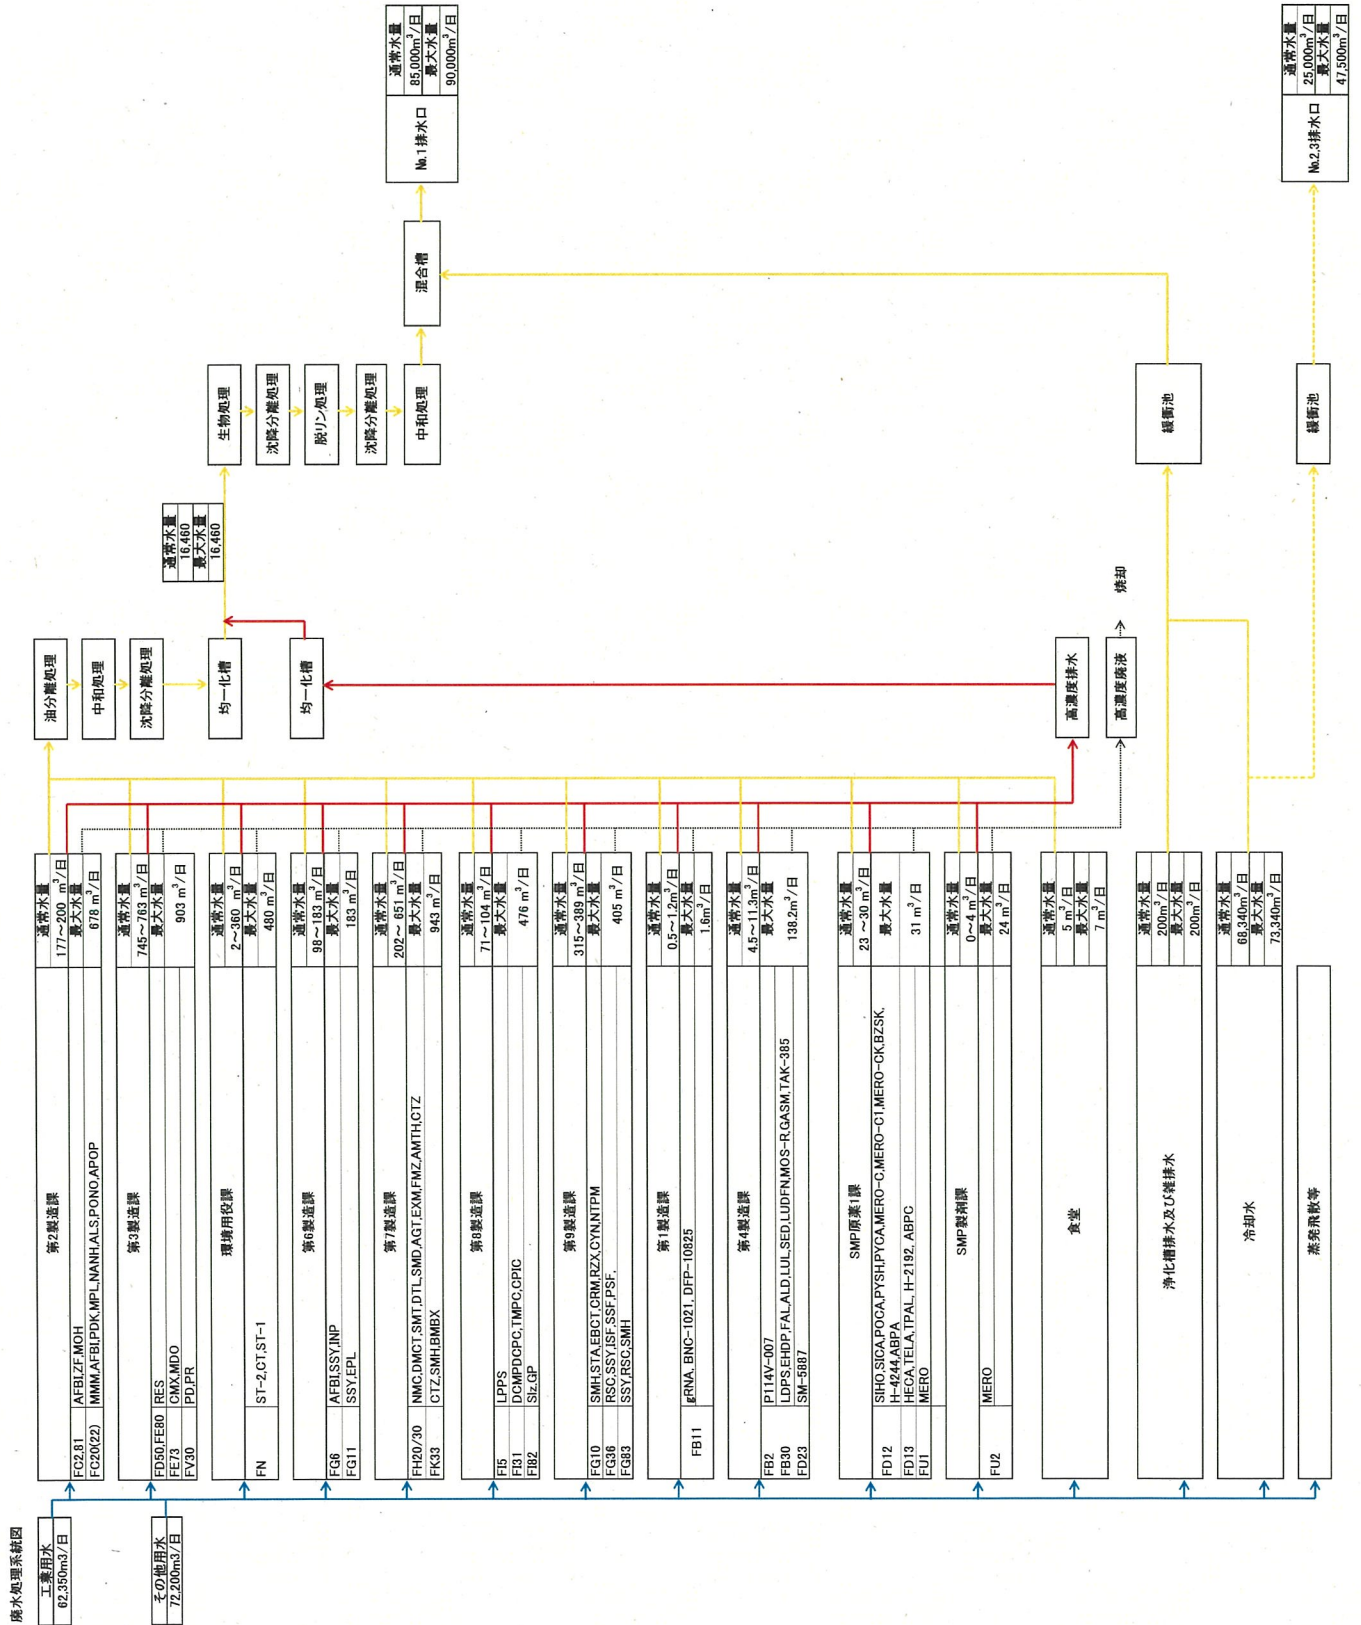 廃水処理系統図
工業用水
62,350m3/日
その他用水
72,200m3/日
第2製造課
FC2,81
AFBI,ZF,MOH
FC20(22)
MMM,AFBI,PDK,MPL,NANH,ALS,PONO,APOP
通常水量
177～200 m³/日
最大水量
678 m³/日
第3製造課
FD50,FE80
RES
FE73
CMX,MDO
FV30
PD,PR
通常水量
745～763 m³/日
最大水量
903 m³/日
環境用役課
FN
ST-2,CT,ST-1
通常水量
2～360 m³/日
最大水量
480 m³/日
第6製造課
FG6
AFBI,SSY,INP
FG11
SSY,EPL
通常水量
98～183 m³/日
最大水量
183 m³/日
第7製造課
FH20/30
NMC,DMCT,SMT,DTL,SMD,AGT,EXM,FMZ,AMTH,CTZ
FK33
CTZ,SMH,BMBX
通常水量
202～ 651 m³/日
最大水量
943 m³/日
第8製造課
FI5
LPPS
FI31
DCMPDCPC,TMPC,CPIC
FI82
Slz,GP
通常水量
71～104 m³/日
最大水量
476 m³/日
第9製造課
FG10
SMH,STA,EBCT,CRM,RZX,CYN,NTPM
FG36
RSC,SSY,ISF,SSF,PSF,
FG83
SSY,RSC,SMH
通常水量
315～389 m³/日
最大水量
405 m³/日
第1製造課
FB11
gRNA, BNC-1021, DFP-10825
通常水量
0.5～1.2m³/日
最大水量
1.6m³/日
第4製造課
FB2
P114V-007
FB30
LDPS,EHDP,FAL,ALD,LUL,SED,LUDFN,MOS-R,GASM,TAK-385
FD23
SM-5887
通常水量
4.5～11.3m³/日
最大水量
138.2m³/日
SMP原薬1課
FD12
SIHO,SICA,POCA,PYSH,PYCA,MERO-C,MERO-C1,MERO-CK,BZSK,
H-4244,ABPA
FD13
HECA,TELA,TPAL, H-2192, ABPC
FU1
MERO
通常水量
23 ～30 m³/日
最大水量
31 m³/日
SMP製剤課
FU2
MERO
通常水量
0～4 m³/日
最大水量
24 m³/日
食堂
通常水量
5 m³/日
最大水量
7 m³/日
浄化槽排水及び雑排水
通常水量
200m³/日
最大水量
200m³/日
冷却水
通常水量
68,340m³/日
最大水量
73,340m³/日
蒸発飛散等
油分離処理
中和処理
沈降分離処理
均一化槽
均一化槽
高濃度排水
高濃度廃液
焼却
通常水量
16,460
最大水量
16,460
生物処理
沈降分離処理
脱リン処理
沈降分離処理
中和処理
緩衝池
緩衝池
混合槽
№1排水口
通常水量
85,000m³/日
最大水量
90,000m³/日
№2,3排水口
通常水量
25,000m³/日
最大水量
47,500m³/日